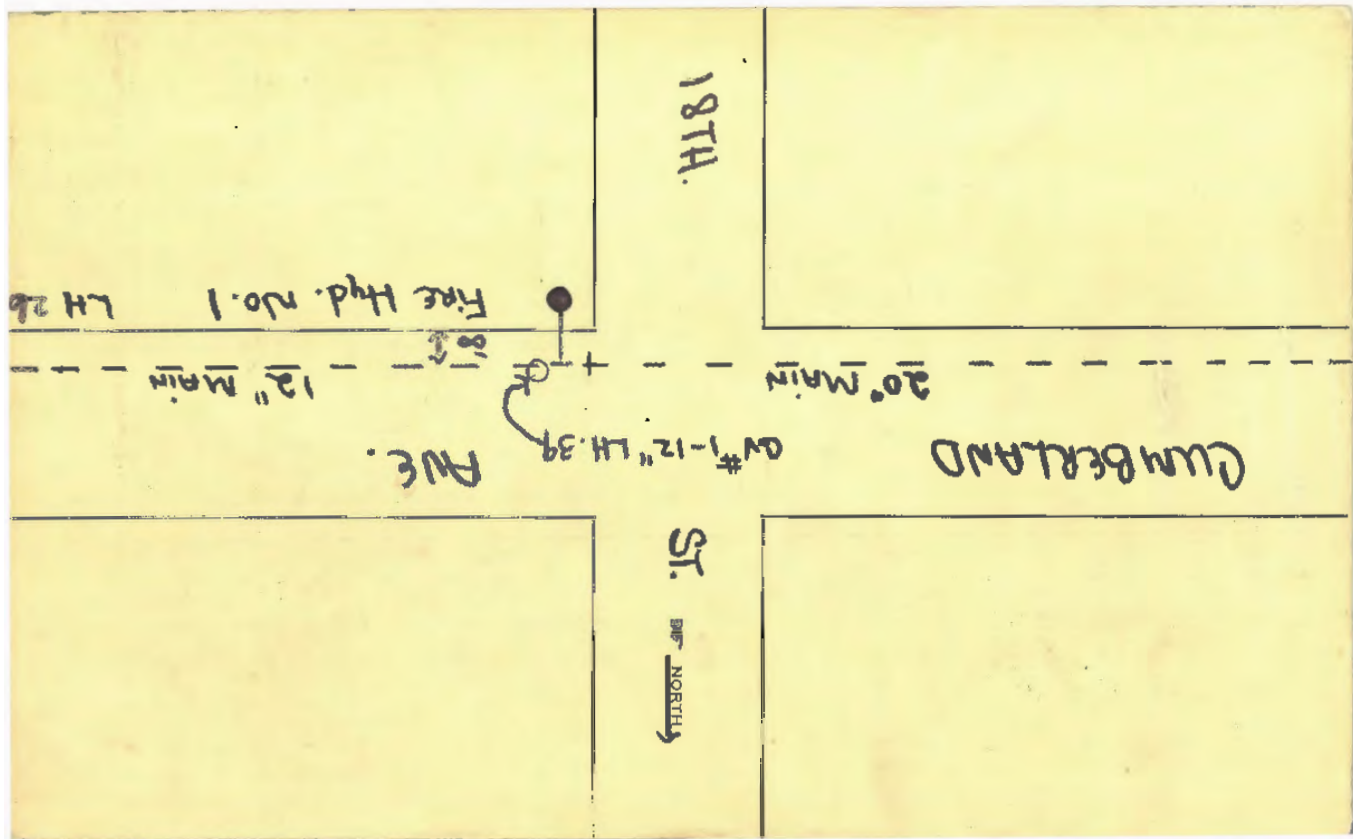 18TH.
ST.
NORTH
CUMBERLAND
AVE.
GV#1-12" LH.39
20" MAIN
12" MAIN
8'
Fire Hyd. No. 1
LH 26